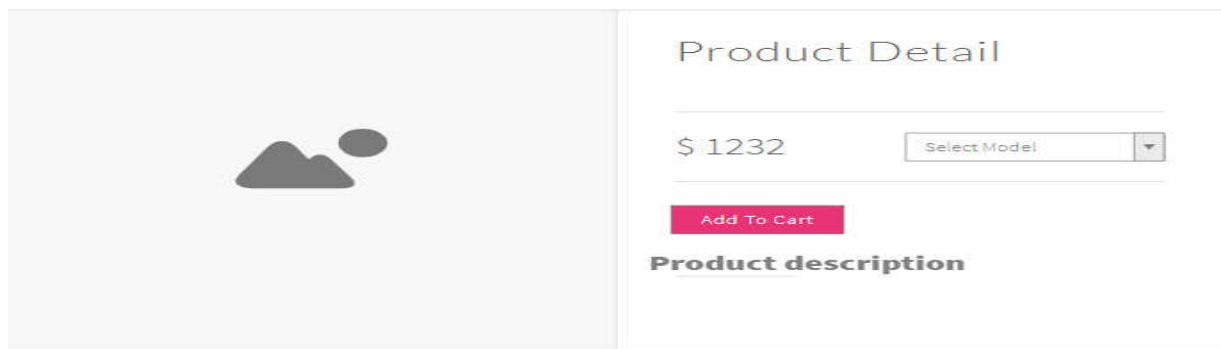 Product Detail
$ 1232
Select Model
Add To Cart
Product description